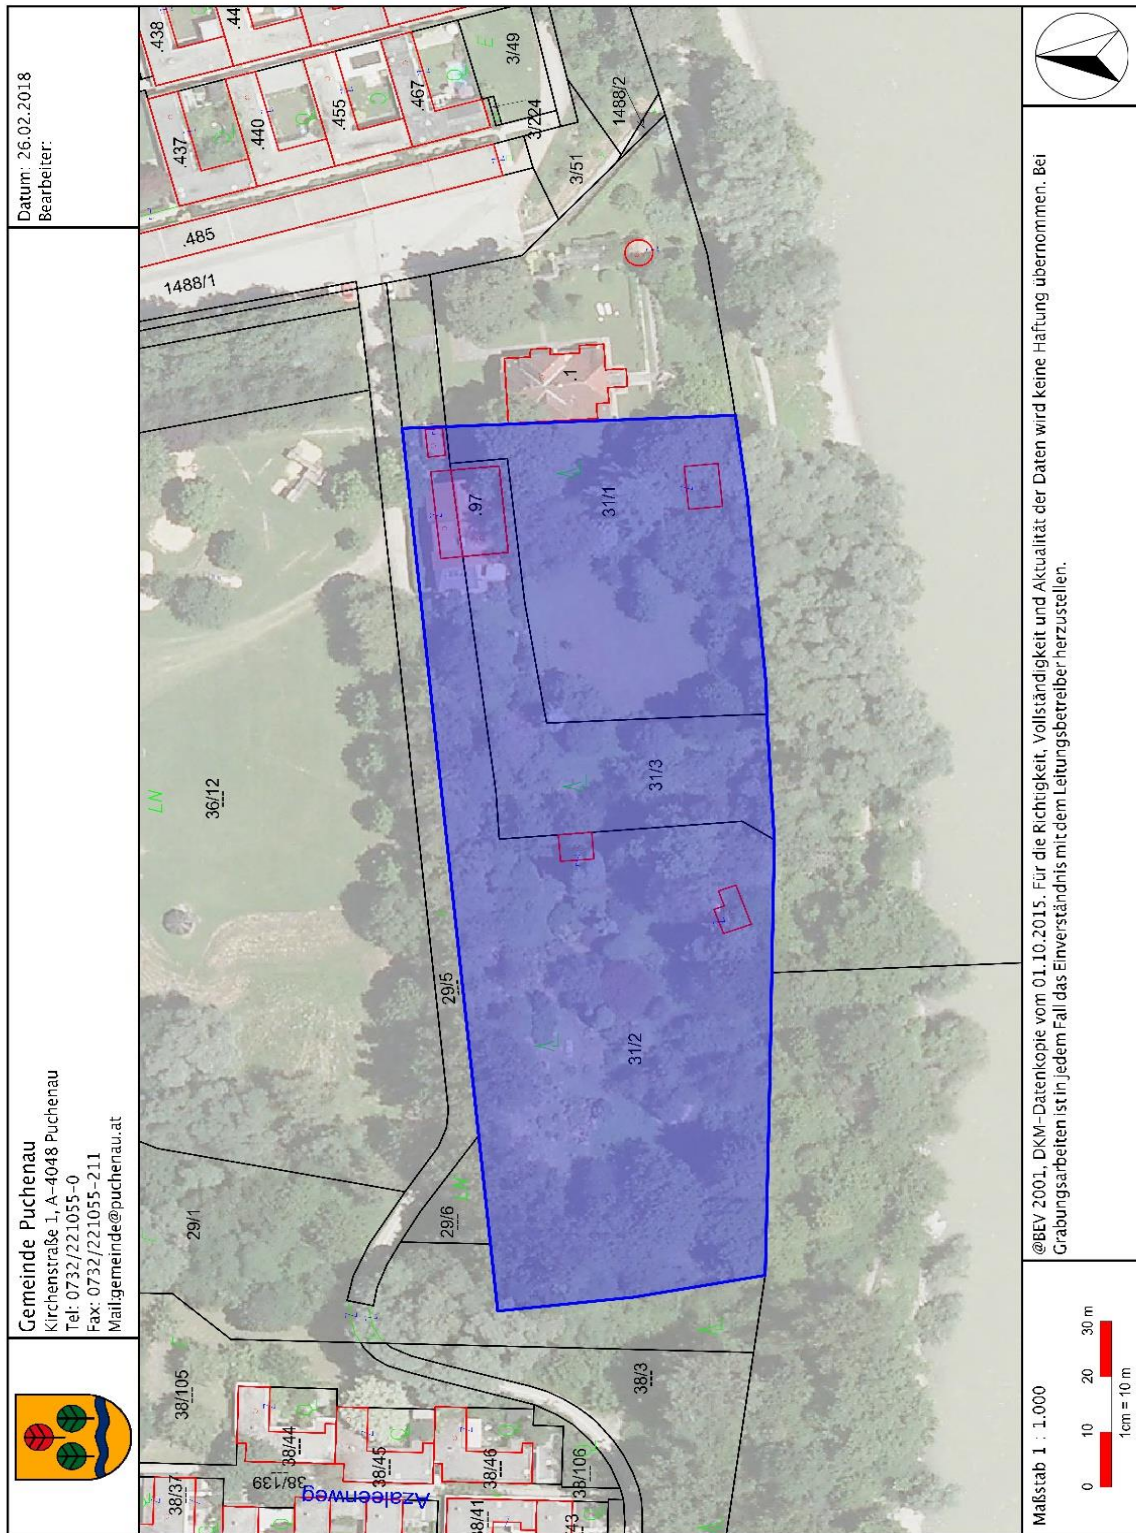 Gemeinde Puchenau
Kirchenstraße 1, A-4048 Puchenau
Tel: 0732/221055-0
Fax: 0732/221055-211
Mail:gemeinde@puchenau.at
Datum: 26.02.2018
Bearbeiter:
38/105
38/37
38/44
38/139
38/45
38/46
38/41
38/106
43
Azaleenweg
38/3
29/1
29/6
LN
29/5
LN
36/12
31/2
31/3
31/1
.97
.1
1488/1
.485
.437
.438
.44
.440
.455
.467
3/49
3/224
3/51
1488/2
Maßstab 1 : 1.000
0 10 20 30 m
1cm = 10 m
@BEV 2001, DKM-Datenkopie vom 01.10.2015. Für die Richtigkeit, Vollständigkeit und Aktualität der Daten wird keine Haftung übernommen. Bei
Grabungsarbeiten ist in jedem Fall das Einverständnis mit dem Leitungsbetreiber herzustellen.